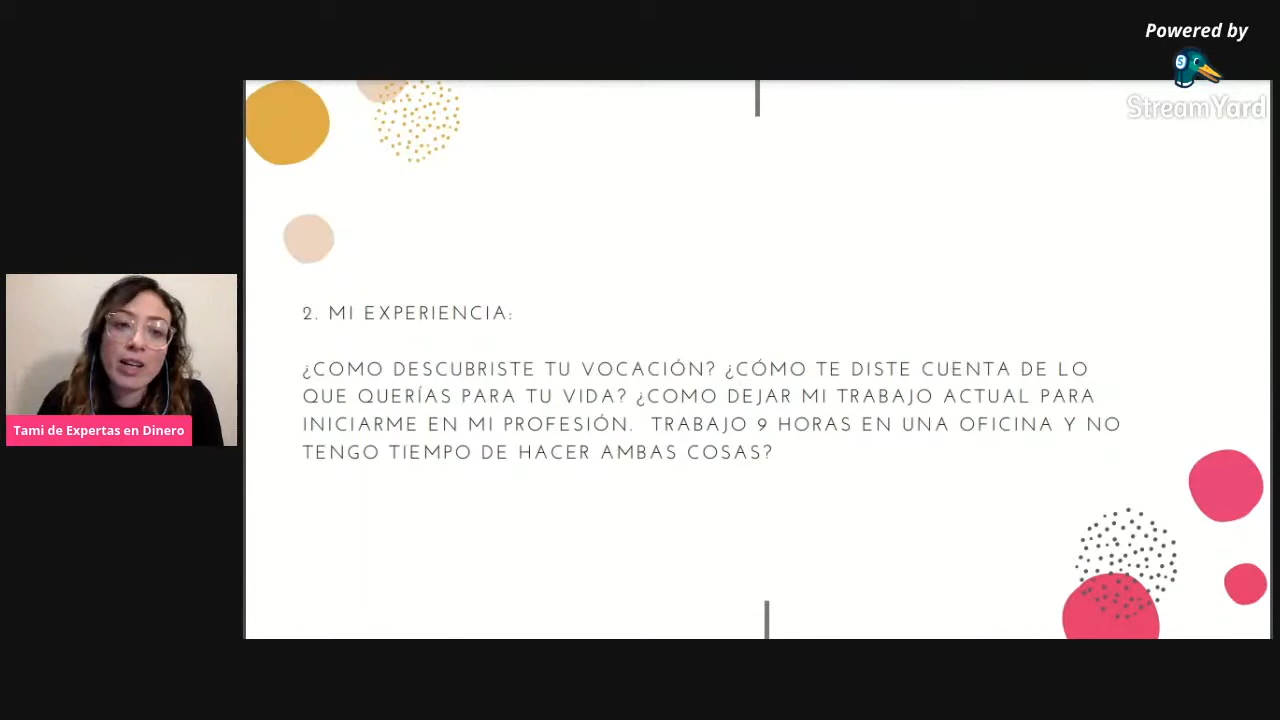 Powered by
StreamYard
2. MI EXPERIENCIA:
¿COMO DESCUBRISTE TU VOCACIÓN? ¿CÓMO TE DISTE CUENTA DE LO
QUE QUERÍAS PARA TU VIDA? ¿COMO DEJAR MI TRABAJO ACTUAL PARA
INICIARME EN MI PROFESIÓN. TRABAJO 9 HORAS EN UNA OFICINA Y NO
TENGO TIEMPO DE HACER AMBAS COSAS?
Tami de Expertas en Dinero